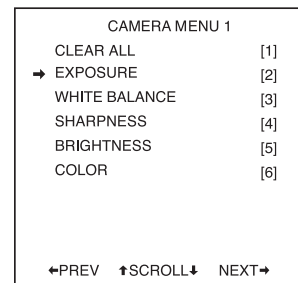 CAMERA MENU 1
CLEAR ALL [1]
➡ EXPOSURE [2]
WHITE BALANCE [3]
SHARPNESS [4]
BRIGHTNESS [5]
COLOR [6]
⬅PREV ⬆SCROLL⬇ NEXT➡